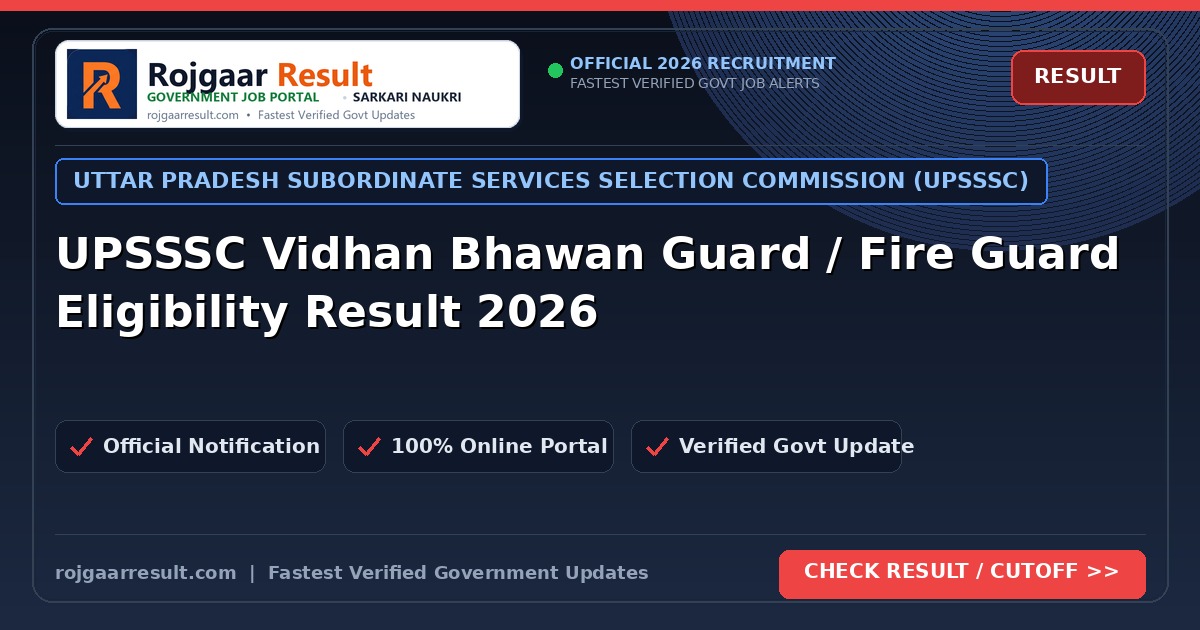 Rojgaar Result
GOVERNMENT JOB PORTAL • SARKARI NAUKRI
rojgaarresult.com • Fastest Verified Govt Updates
OFFICIAL 2026 RECRUITMENT
FASTEST VERIFIED GOVT JOB ALERTS
RESULT
UTTAR PRADESH SUBORDINATE SERVICES SELECTION COMMISSION (UPSSSC)
UPSSSC Vidhan Bhawan Guard / Fire Guard
Eligibility Result 2026
Official Notification
100% Online Portal
Verified Govt Update
rojgaarresult.com | Fastest Verified Government Updates
CHECK RESULT / CUTOFF >>